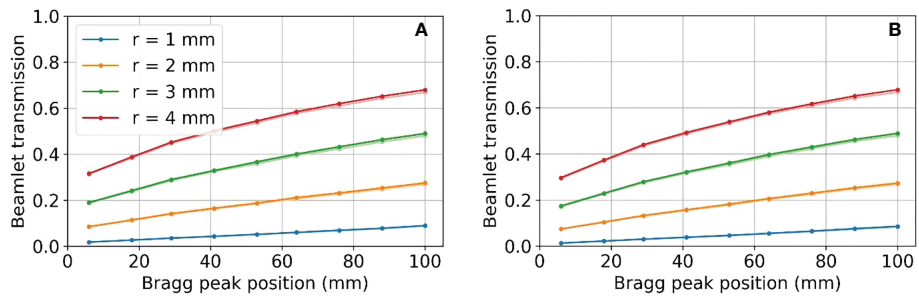 A
B
Beamlet transmission
1.0
0.8
0.6
0.4
0.2
0.0
r = 1 mm
r = 2 mm
r = 3 mm
r = 4 mm
0 20 40 60 80 100
Bragg peak position (mm)
Beamlet transmission
1.0
0.8
0.6
0.4
0.2
0.0
0 20 40 60 80 100
Bragg peak position (mm)